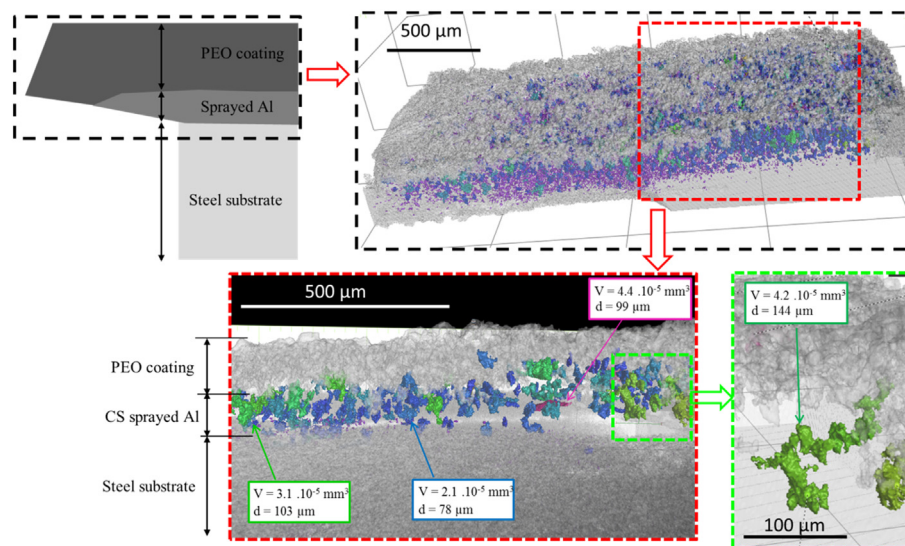 PEO coating
Sprayed Al
Steel substrate
500 µm
500 µm
V = 4.4 .10⁻⁵ mm³
d = 99 µm
V = 4.2 .10⁻⁵ mm³
d = 144 µm
PEO coating
CS sprayed Al
Steel substrate
V = 3.1 .10⁻⁵ mm³
d = 103 µm
V = 2.1 .10⁻⁵ mm³
d = 78 µm
100 µm